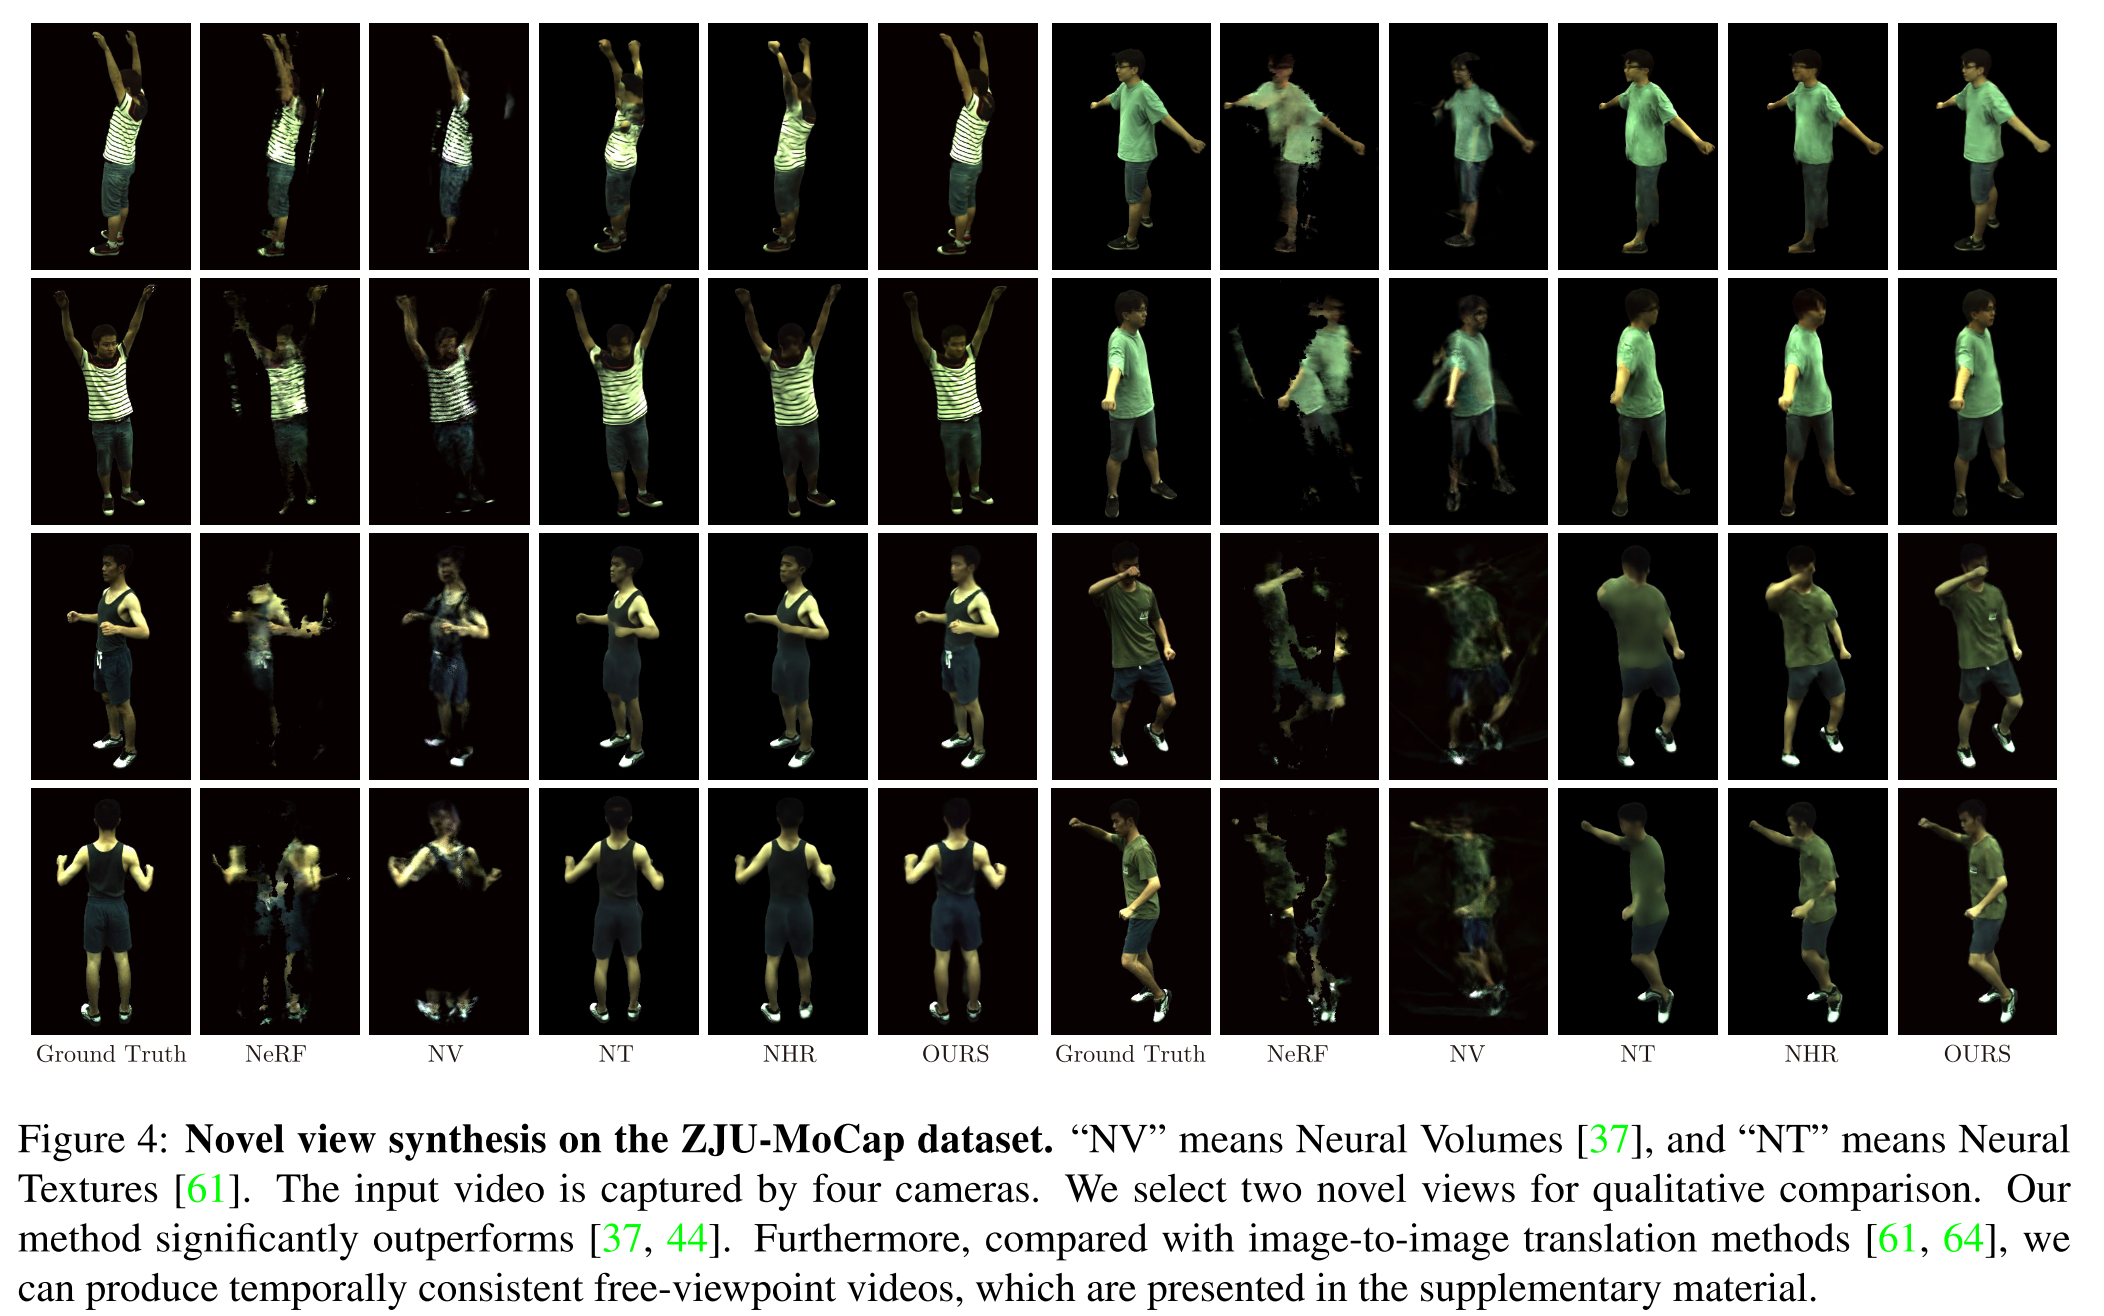 Ground Truth NeRF NV NT NHR OURS Ground Truth NeRF NV NT NHR OURS
Figure 4: Novel view synthesis on the ZJU-MoCap dataset. “NV” means Neural Volumes [37], and “NT” means Neural
Textures [61]. The input video is captured by four cameras. We select two novel views for qualitative comparison. Our
method significantly outperforms [37, 44]. Furthermore, compared with image-to-image translation methods [61, 64], we
can produce temporally consistent free-viewpoint videos, which are presented in the supplementary material.